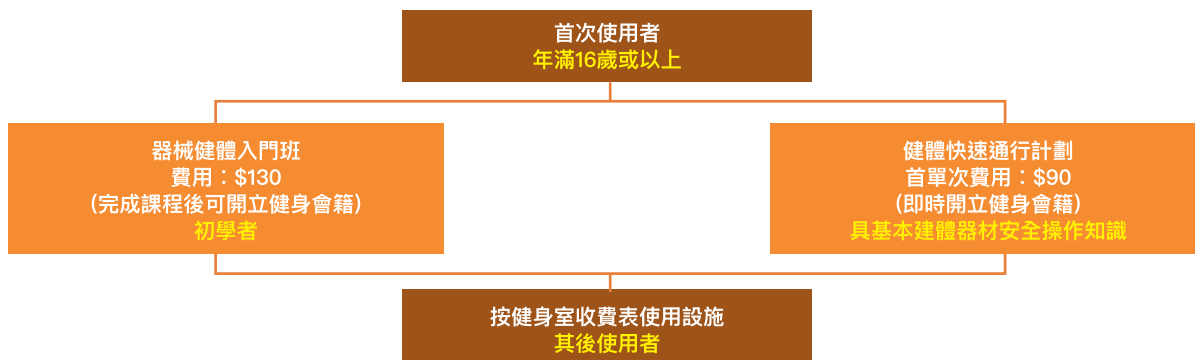 首次使用者
年滿16歲或以上
器械健體入門班
費用：$130
（完成課程後可開立健身會籍）
初學者
健體快速通行計劃
首單次費用：$90
（即時開立健身會籍）
具基本建體器材安全操作知識
按健身室收費表使用設施
其後使用者